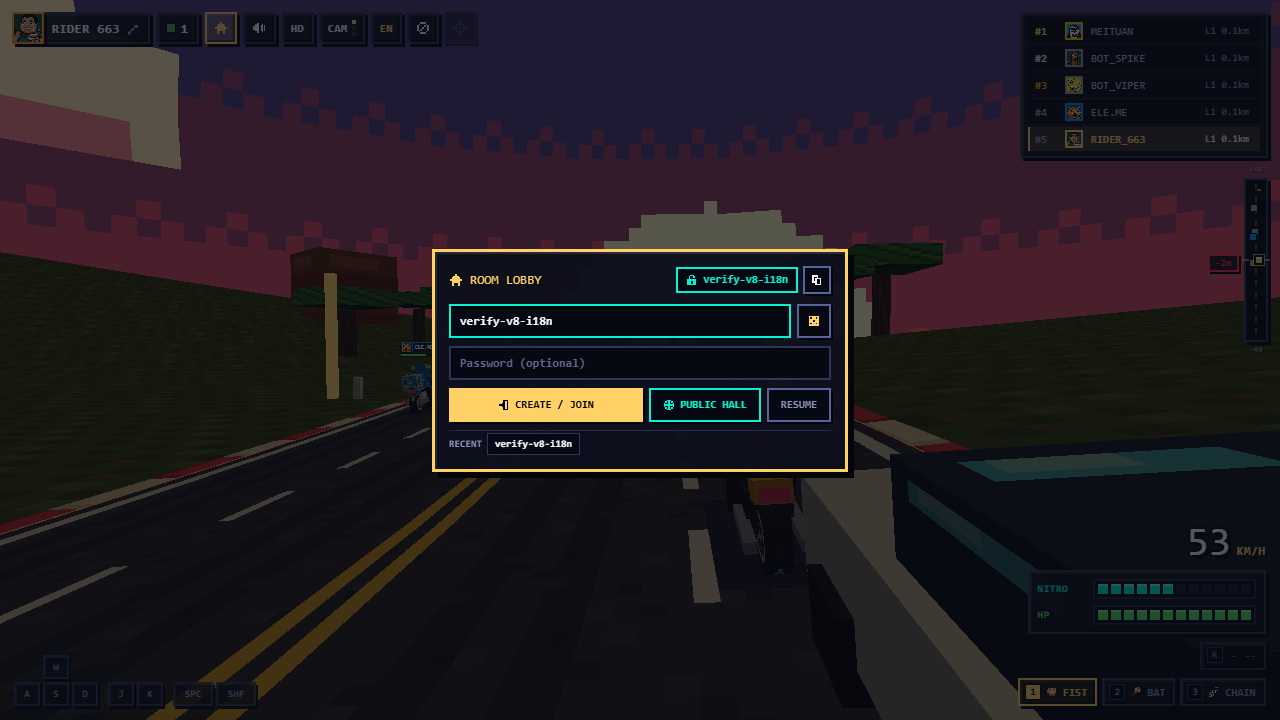 RIDER 663
1
HD
CAM
EN
#1 MEITUAN L1 0.1km
#2 BOT_SPIKE L1 0.1km
#3 BOT_VIPER L1 0.1km
#4 ELE.ME L1 0.1km
#5 RIDER_663 L1 0.1km
-2m
ROOM LOBBY
verify-v8-i18n
verify-v8-i18n
Password (optional)
CREATE / JOIN
PUBLIC HALL
RESUME
RECENT verify-v8-i18n
53 KM/H
NITRO
HP
R - --
W
A S D J K SPC SHF
1 FIST 2 BAT 3 CHAIN